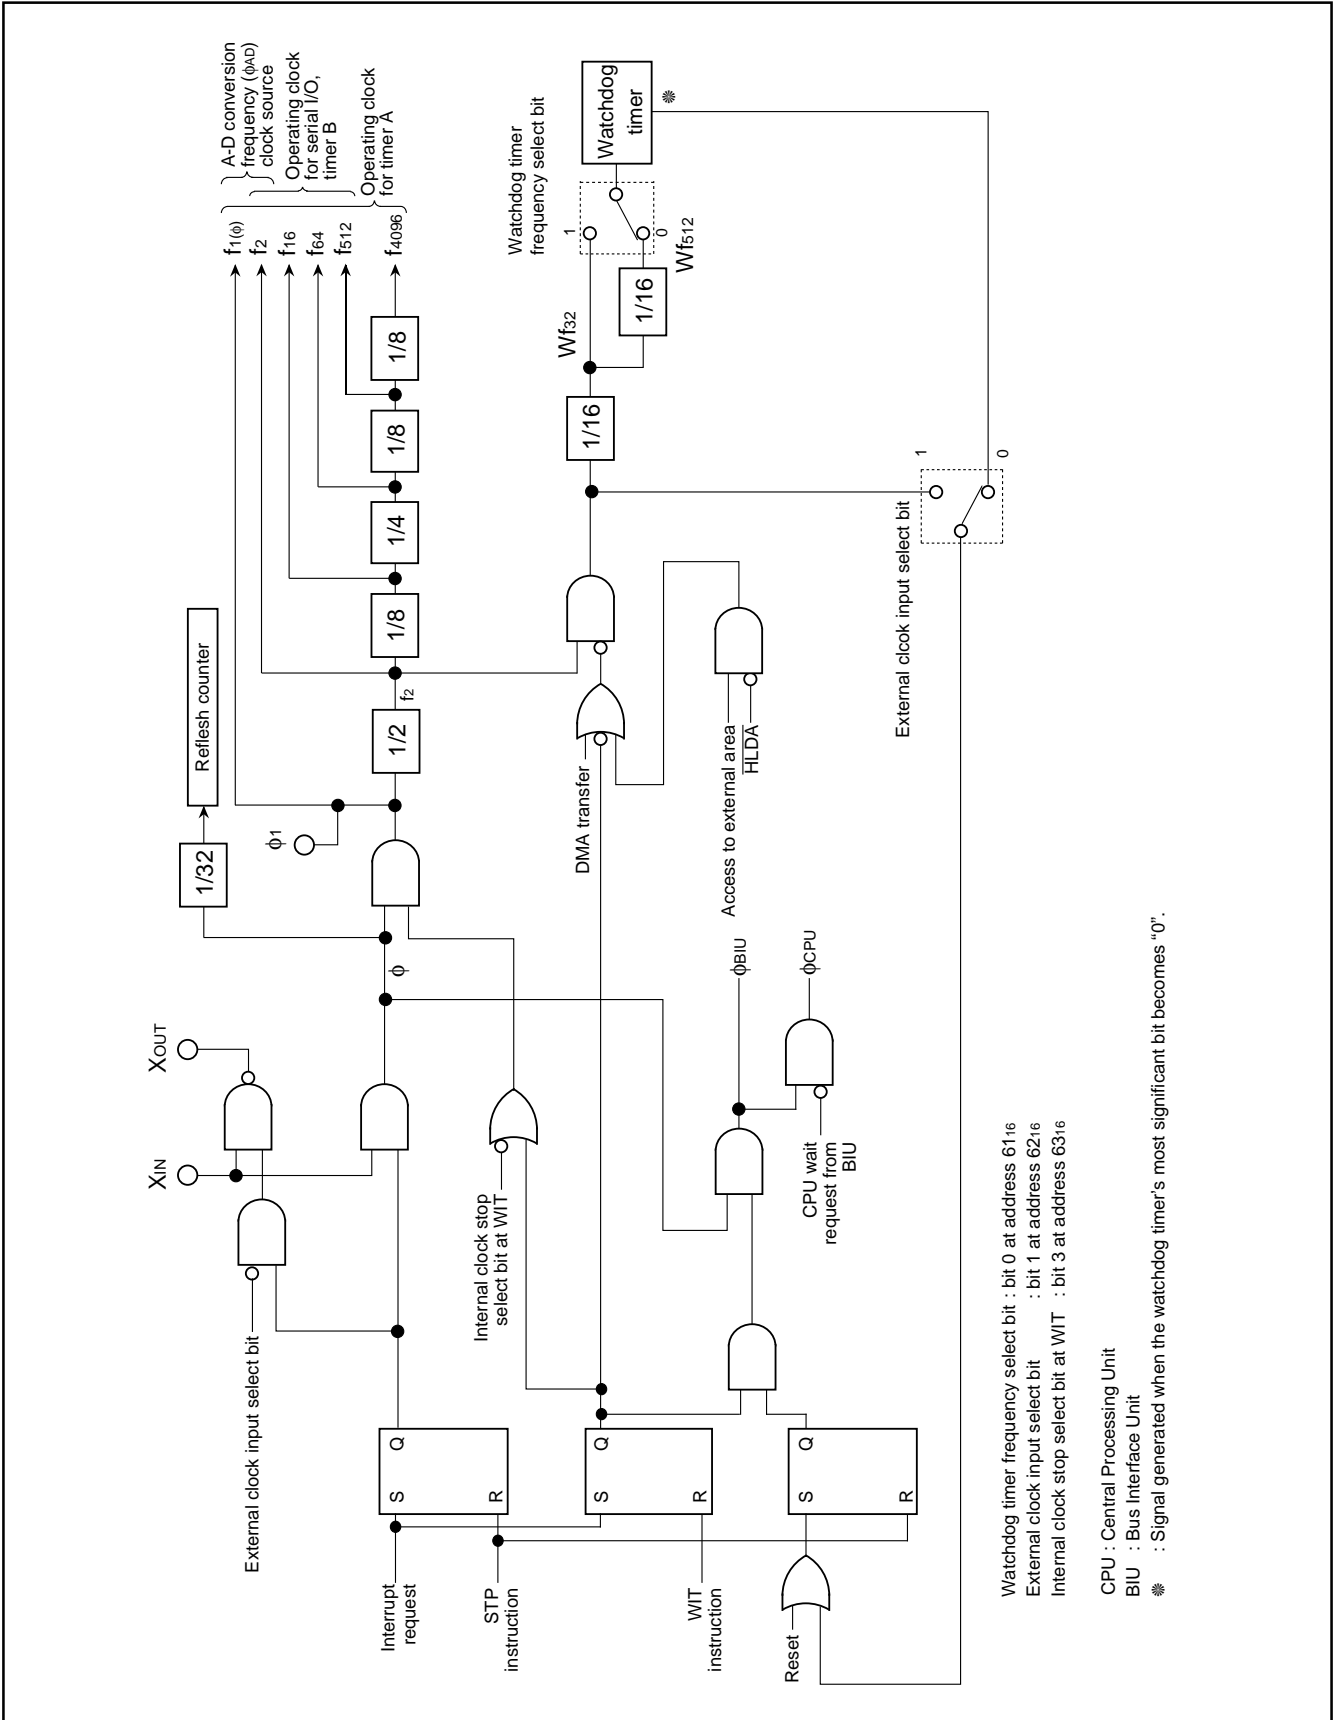 A-D conversion
frequency (ϕAD)
clock source
Operating clock
for serial I/O,
timer B
Operating clock
for timer A
f1(ϕ)
f2
f16
f64
f512
f4096
Reflesh counter
1/32
ϕ1
1/2
f2
1/8
1/4
1/8
1/8
XOUT
XIN
ϕ
External clock input select bit
Interrupt
request
STP
instruction
WIT
instruction
Reset
S
Q
R
S
Q
R
S
Q
R
Internal clock stop
select bit at WIT
DMA transfer
Watchdog timer
frequency select bit
1
0
Watchdog
timer
✺
Wf32
Wf512
1/16
1/16
Access to external area
HLDA
ϕBIU
ϕCPU
CPU wait
request from
BIU
External clcok input select bit
1
0
Watchdog timer frequency select bit : bit 0 at address 6116
External clock input select bit : bit 1 at address 6216
Internal clock stop select bit at WIT : bit 3 at address 6316
CPU : Central Processing Unit
BIU : Bus Interface Unit
✺ : Signal generated when the watchdog timer's most significant bit becomes “0”.